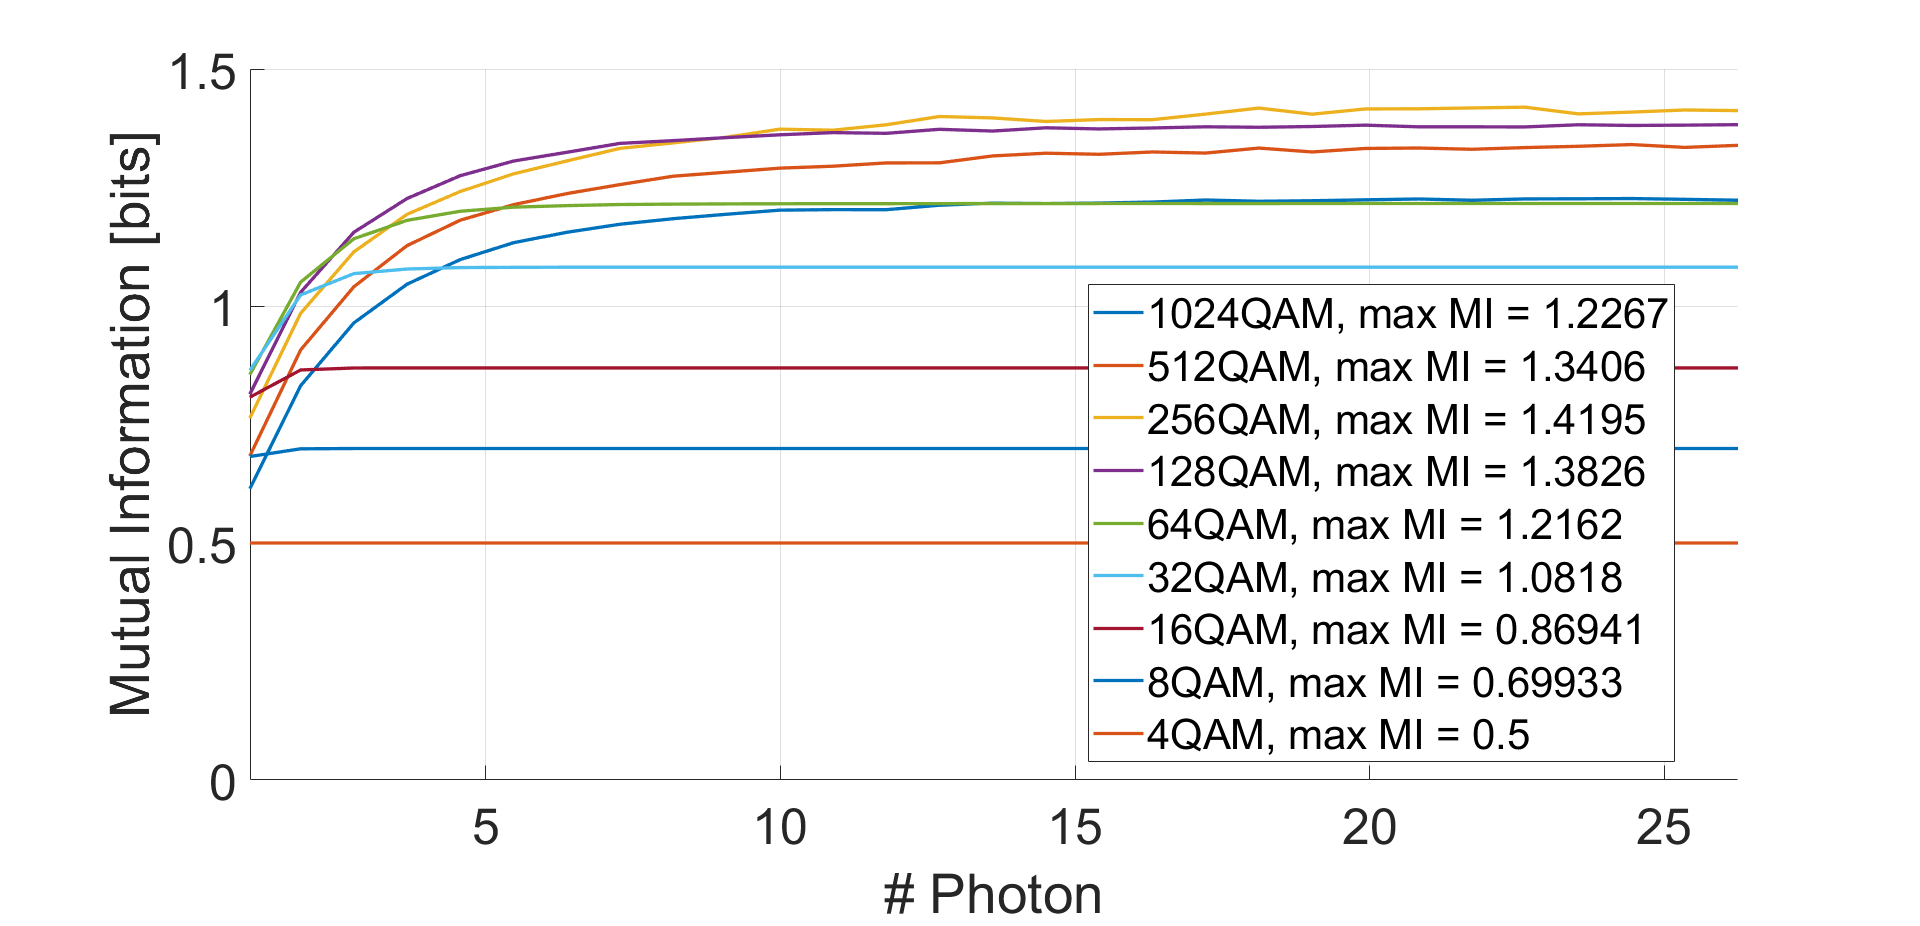 1.5
1
0.5
0
Mutual Information [bits]
1024QAM, max MI = 1.2267
512QAM, max MI = 1.3406
256QAM, max MI = 1.4195
128QAM, max MI = 1.3826
64QAM, max MI = 1.2162
32QAM, max MI = 1.0818
16QAM, max MI = 0.86941
8QAM, max MI = 0.69933
4QAM, max MI = 0.5
5 10 15 20 25
# Photon